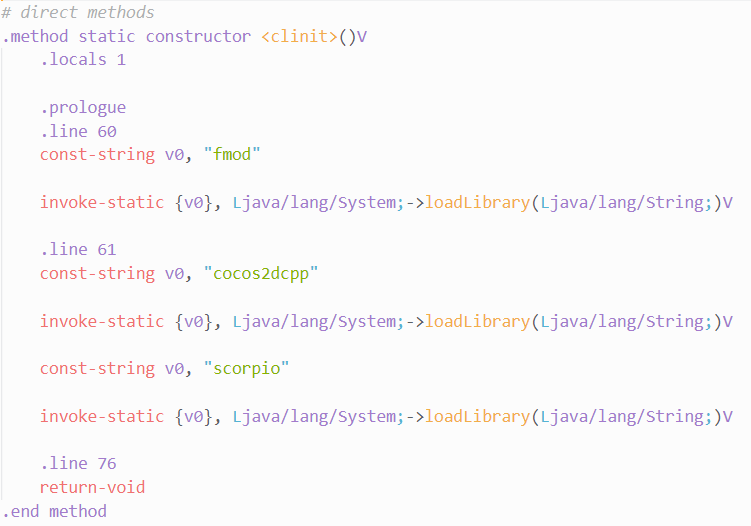 # direct methods
.method static constructor <clinit>()V
.locals 1
.prologue
.line 60
const-string v0, "fmod"
invoke-static {v0}, Ljava/lang/System;->loadLibrary(Ljava/lang/String;)V
.line 61
const-string v0, "cocos2dcpp"
invoke-static {v0}, Ljava/lang/System;->loadLibrary(Ljava/lang/String;)V
const-string v0, "scorpio"
invoke-static {v0}, Ljava/lang/System;->loadLibrary(Ljava/lang/String;)V
.line 76
return-void
.end method